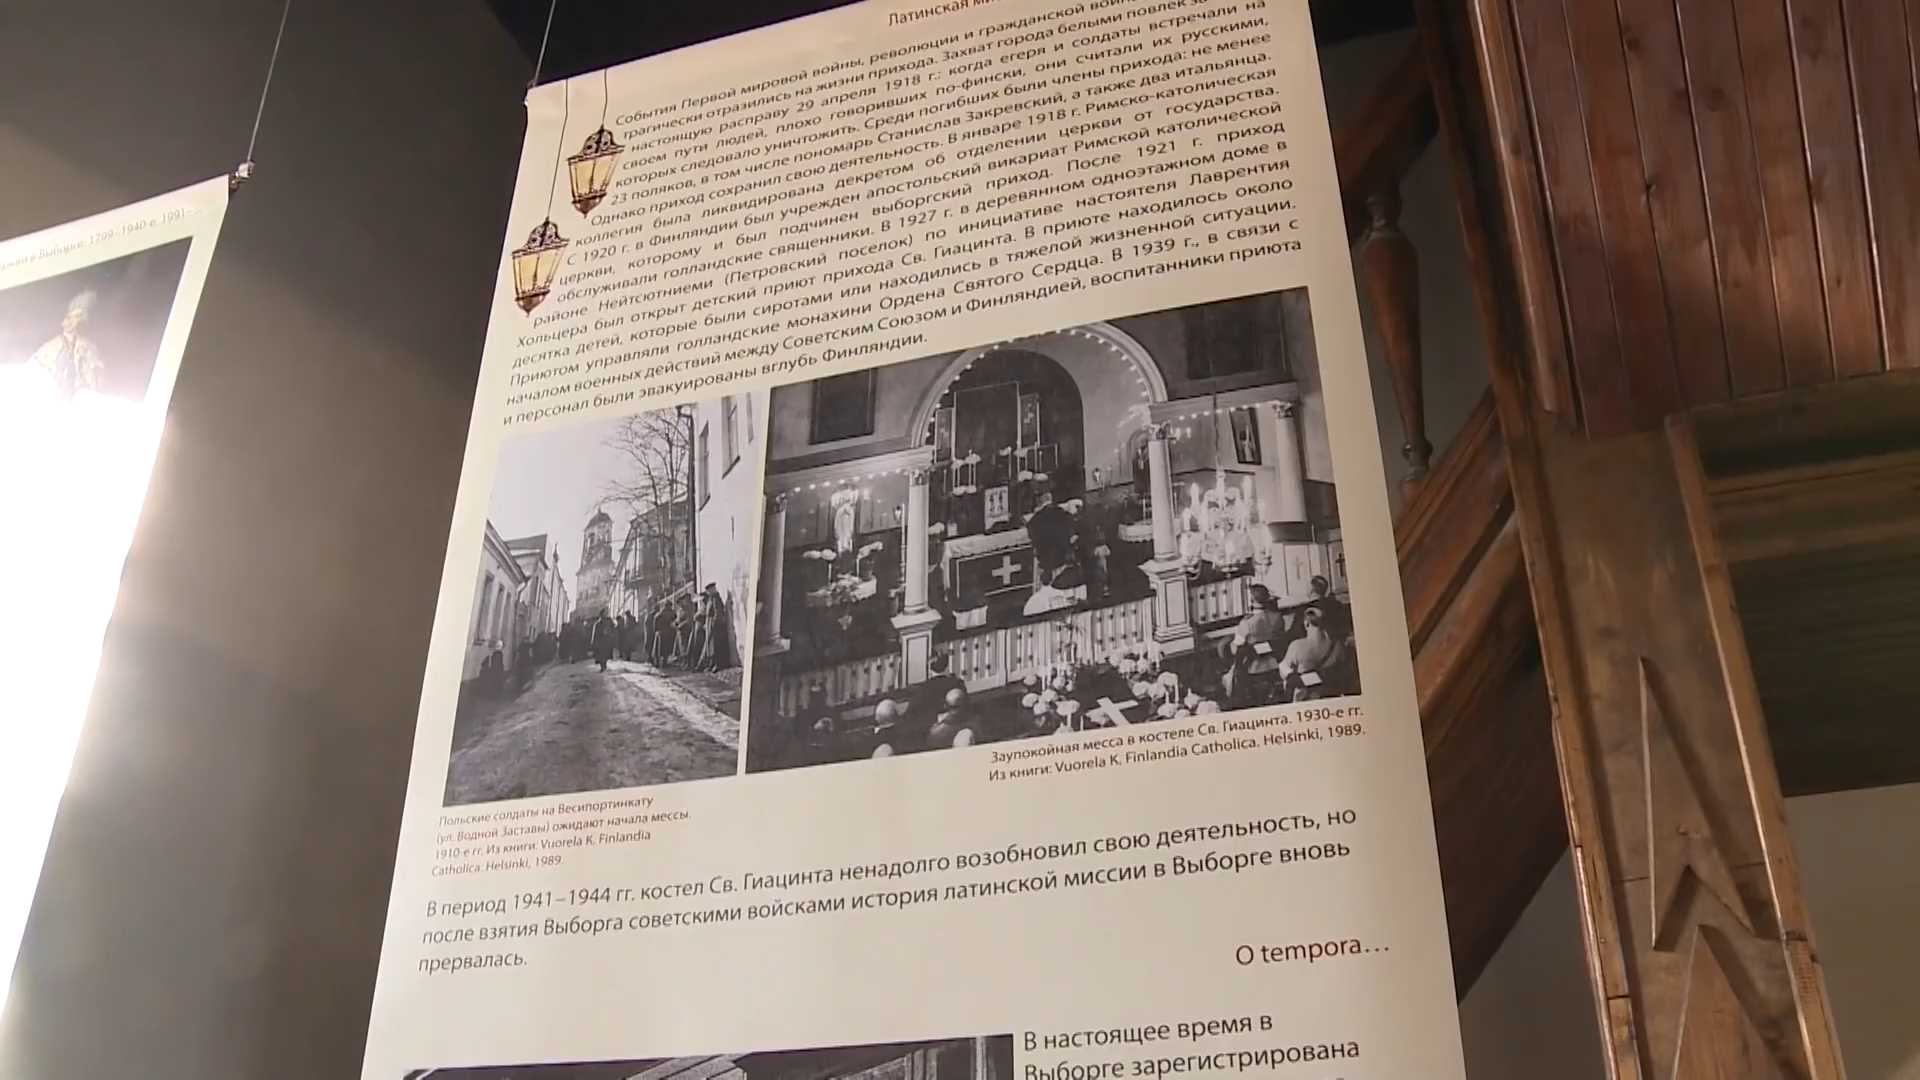 Латинская
События Первой мировой войны, революции и гражданской
трагически отразились на жизни прихода. Захват города белыми повлек за
настоящую расправу 29 апреля 1918 г.: когда егеря и солдаты встречали на
своем пути людей, плохо говоривших по-фински, они считали их русскими,
которых следовало уничтожить. Среди погибших были члены прихода: не менее
23 поляков, в том числе пономарь Станислав Закревский, а также два итальянца.
Однако приход сохранил свою деятельность. В январе 1918 г. Римско-католическая
коллегия была ликвидирована декретом об отделении церкви от государства.
С 1920 г. в Финляндии был учрежден апостольский викариат Римской католической
церкви, которому и был подчинен выборгский приход. После 1921 г. приход
обслуживали голландские священники. В 1927 г. в деревянном одноэтажном доме в
районе Нейтсютниеми (Петровский поселок) по инициативе настоятеля Лаврентия
Хольцера был открыт детский приют прихода Св. Гиацинта. В приюте находилось около
десятка детей, которые были сиротами или находились в тяжелой жизненной ситуации.
Приютом управляли голландские монахини Ордена Святого Сердца. В 1939 г., в связи с
началом военных действий между Советским Союзом и Финляндией, воспитанники приюта
и персонал были эвакуированы вглубь Финляндии.
в Выборге. 1799–1940-е. 1991–...
Заупокойная месса в костеле Св. Гиацинта. 1930-е гг.
Из книги: Vuorela K. Finlandia Catholica. Helsinki, 1989.
Польские солдаты на Весипортинкату
(ул. Водной Заставы) ожидают начала мессы.
1910-е гг. Из книги: Vuorela K. Finlandia
Catholica. Helsinki, 1989.
В период 1941–1944 гг. костел Св. Гиацинта ненадолго возобновил свою деятельность, но
после взятия Выборга советскими войсками история латинской миссии в Выборге вновь
прервалась.
O tempora...
В настоящее время в
Выборге зарегистрирована